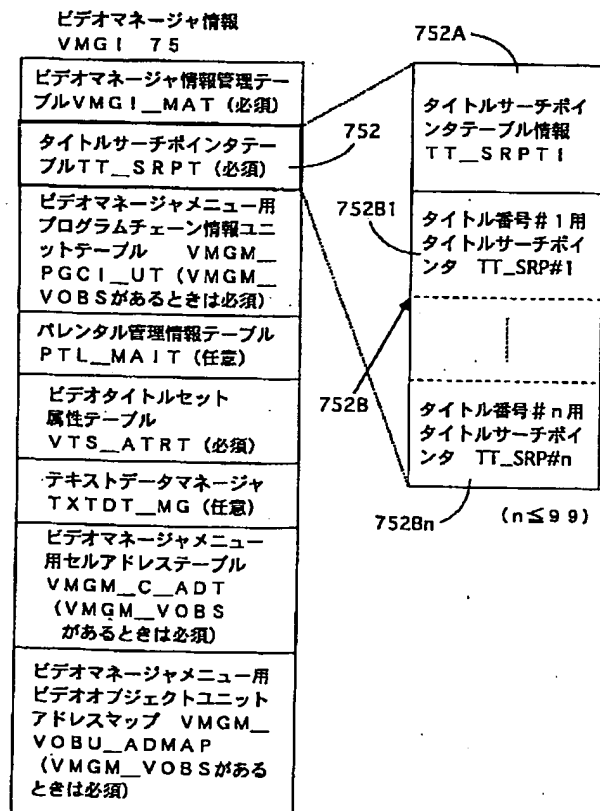 ビデオマネージャ情報
VMGI 75
ビデオマネージャ情報管理テー
ブルVMGI__MAT(必須)
タイトルサーチポインタテー
ブルTT__SRPT(必須)
ビデオマネージャメニュー用
プログラムチェーン情報ユニ
ットテーブル VMGM__
PGCI_UT(VMGM__
VOBSがあるときは必須)
パレンタル管理情報テーブル
PTL__MAIT(任意)
ビデオタイトルセット
属性テーブル
VTS__ATRT(必須)
テキストデータマネージャ
TXTDT__MG(任意)
ビデオマネージャメニュー
用セルアドレステーブル
VMGM__C__ADT
(VMGM__VOBS
があるときは必須)
ビデオマネージャメニュー用
ビデオオブジェクトユニット
アドレスマップ VMGM__
VOBU__ADMAP
(VMGM__VOBSがある
ときは必須)
752
752A
タイトルサーチポイ
ンタテーブル情報
TT__SRPTI
752B1
タイトル番号#1用
タイトルサーチポイ
ンタ TT_SRP#1
752B
タイトル番号#n用
タイトルサーチポイ
ンタ TT_SRP#n
752Bn
(n≦99)